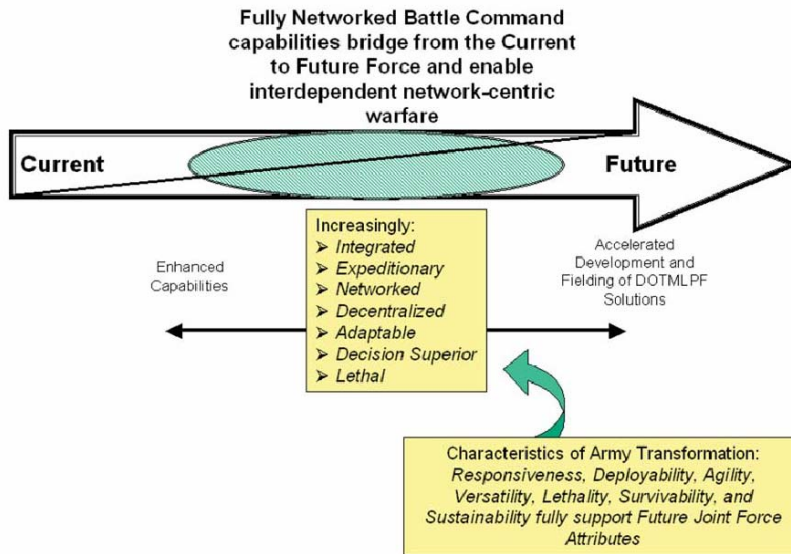 Fully Networked Battle Command
capabilities bridge from the Current
to Future Force and enable
interdependent network-centric
warfare
Current
Future
Enhanced
Capabilities
Increasingly:
➢ Integrated
➢ Expeditionary
➢ Networked
➢ Decentralized
➢ Adaptable
➢ Decision Superior
➢ Lethal
Accelerated
Development and
Fielding of DOTMLPF
Solutions
Characteristics of Army Transformation:
Responsiveness, Deployability, Agility,
Versatility, Lethality, Survivability, and
Sustainability fully support Future Joint Force
Attributes